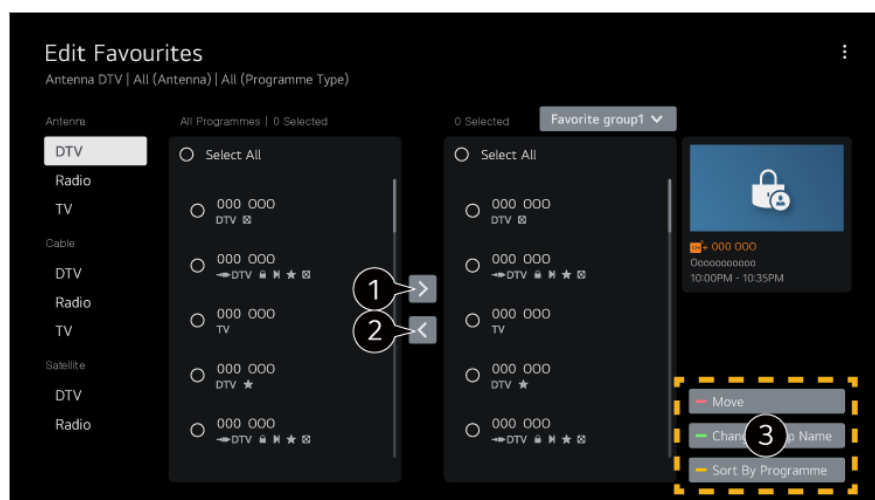 Edit Favourites
Antenna DTV | All (Antenna) | All (Programme Type)
Antenna
DTV
Radio
TV
Cable
DTV
Radio
TV
Satellite
DTV
Radio
All Programmes | 0 Selected
Select All
000 000
DTV
000 000
DTV
000 000
TV
000 000
DTV
000 000
DTV
1
2
0 Selected
Favorite group1
Select All
000 000
DTV
000 000
DTV
000 000
TV
000 000
DTV
000 000
DTV
+ 000 000
Oooooooooo
10:00PM - 10:35PM
Move
3
Name
Sort By Programme